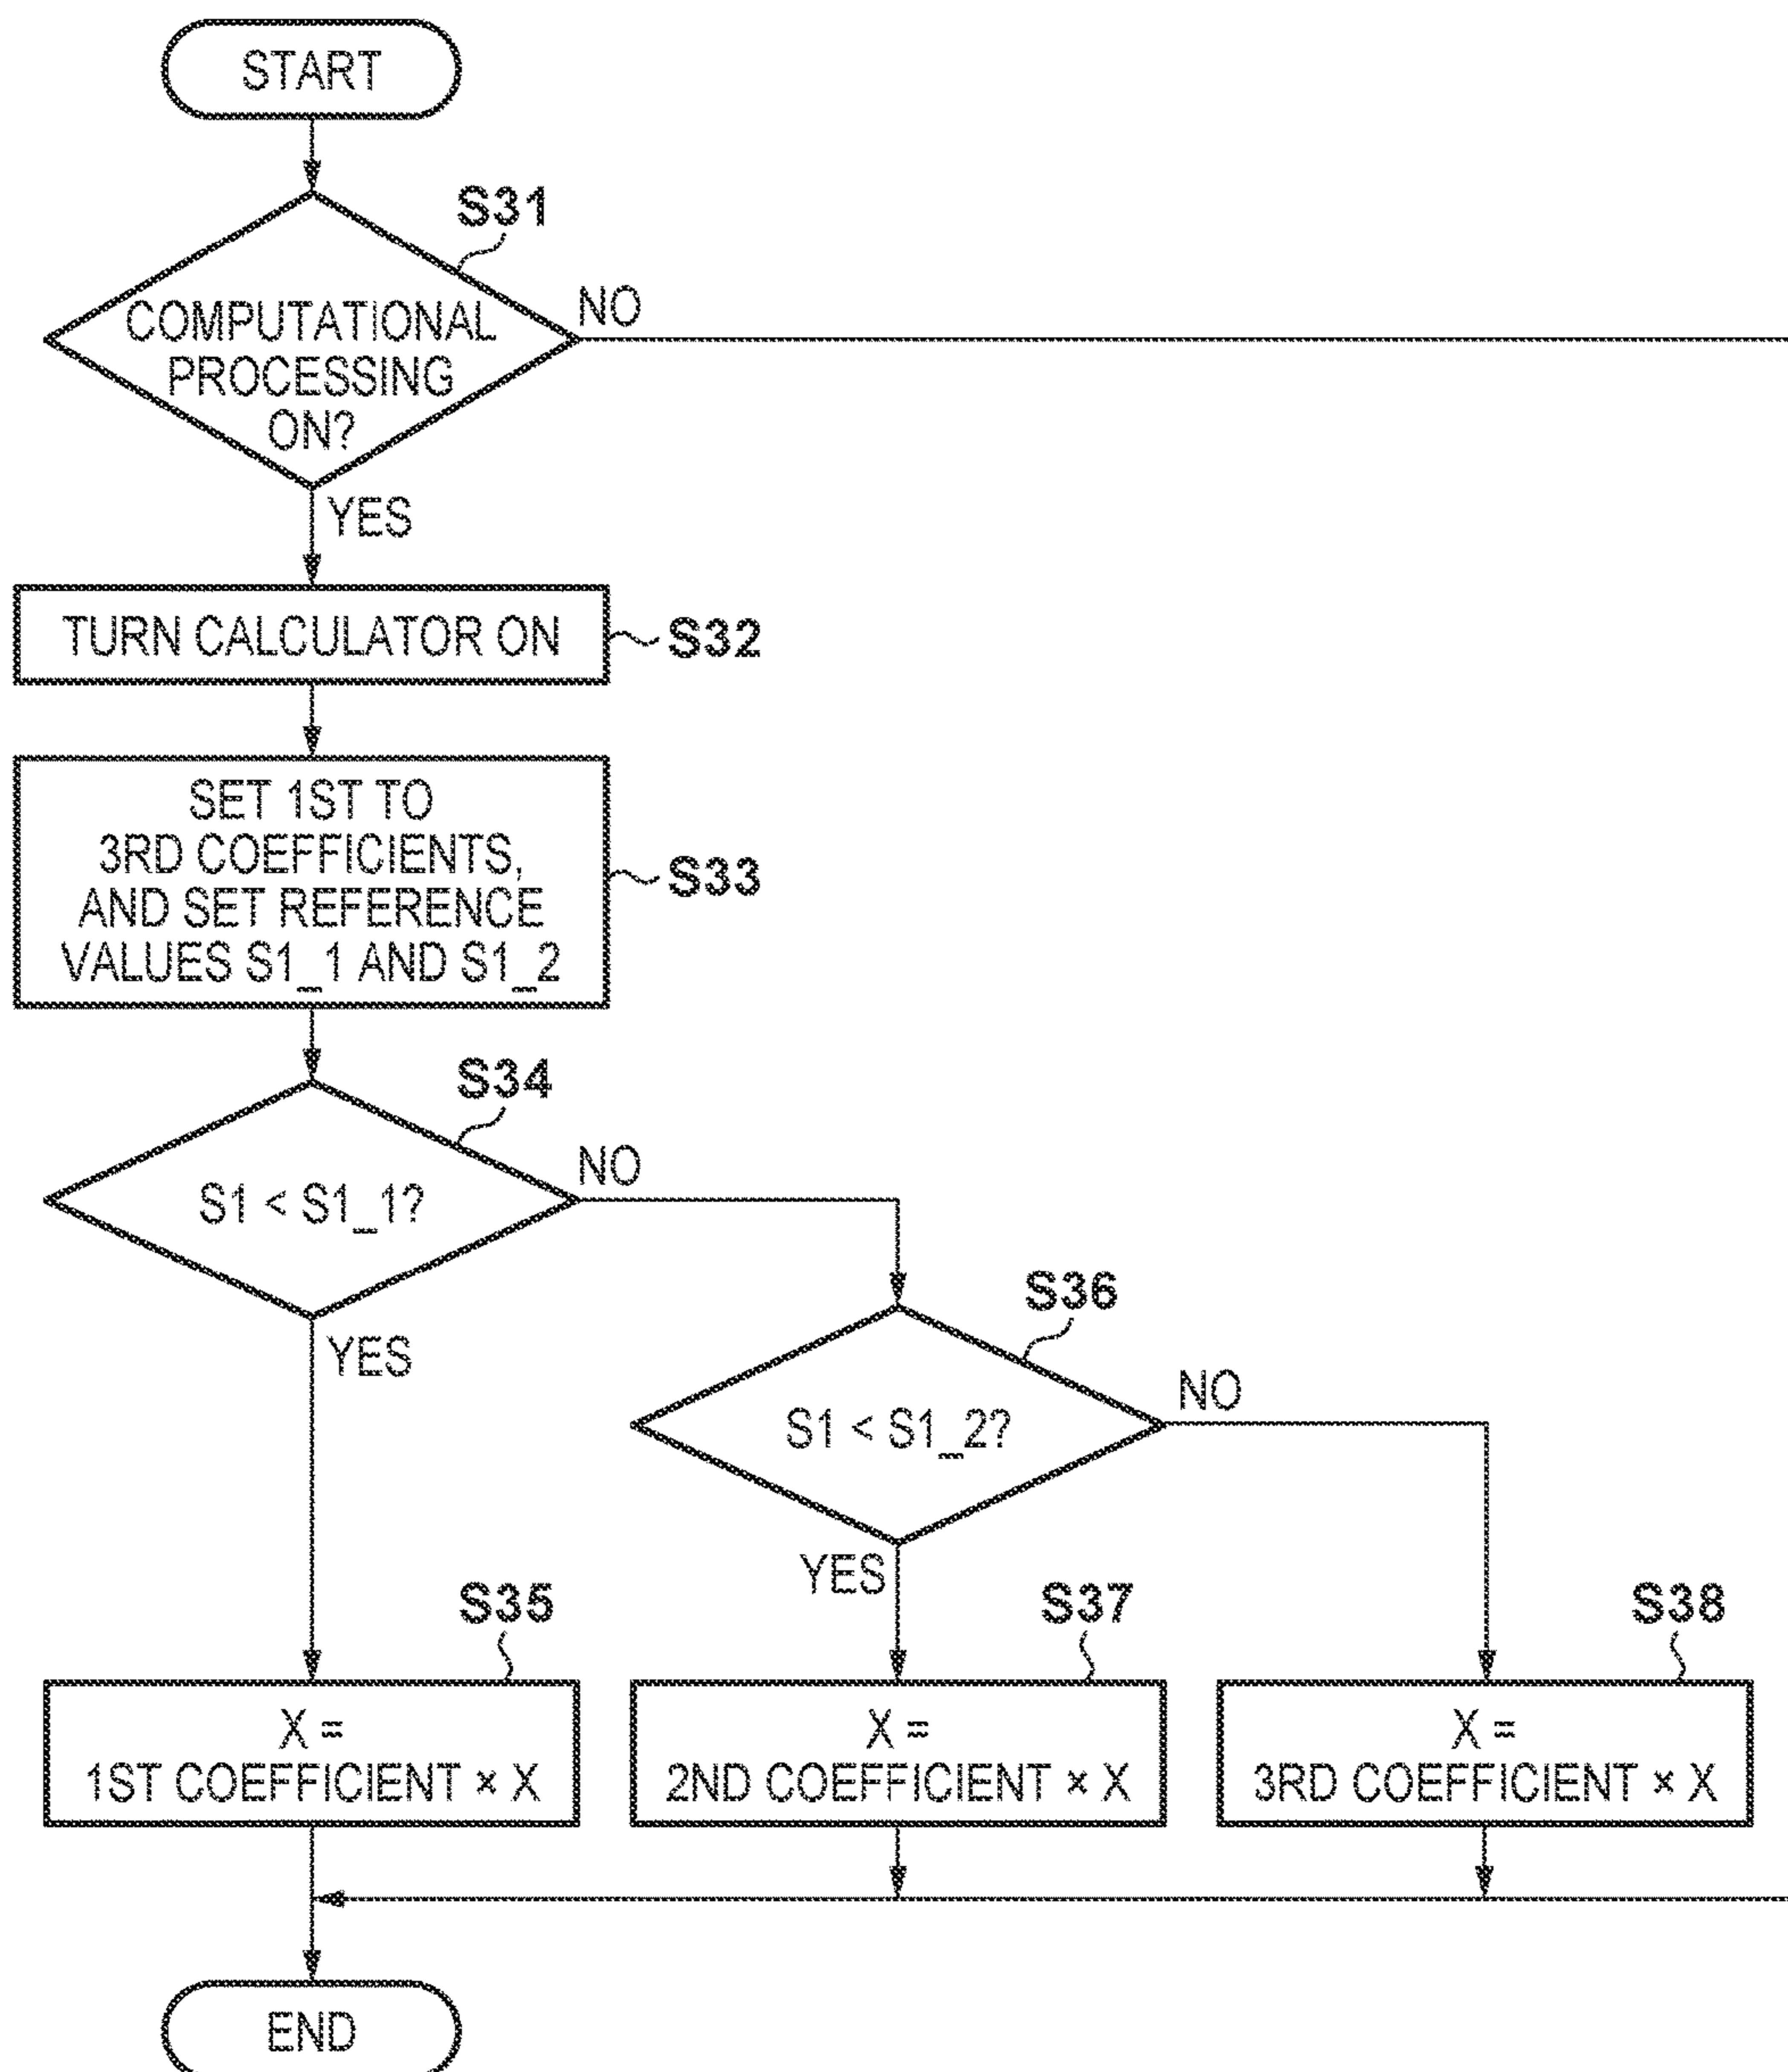 START
S31
COMPUTATIONAL
PROCESSING
ON?
NO
YES
TURN CALCULATOR ON
S32
SET 1ST TO
3RD COEFFICIENTS,
AND SET REFERENCE
VALUES S1_1 AND S1_2
S33
S34
S1 < S1_1?
NO
YES
S36
S1 < S1_2?
NO
YES
S35
X =
1ST COEFFICIENT × X
S37
X =
2ND COEFFICIENT × X
S38
X =
3RD COEFFICIENT × X
END